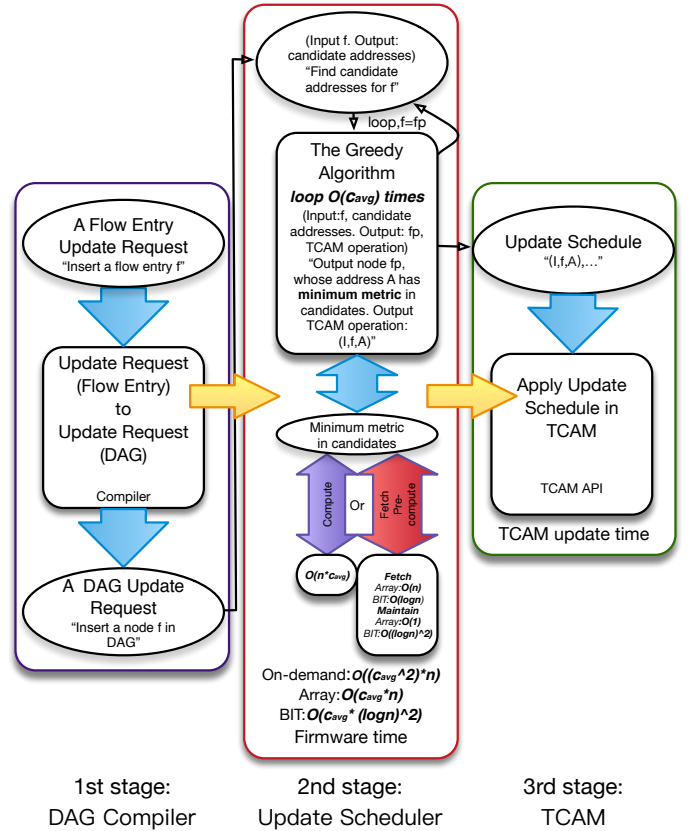 A Flow Entry
Update Request
“Insert a flow entry f”
Update Request
(Flow Entry)
to
Update Request
(DAG)
Compiler
A DAG Update
Request
“Insert a node f in
DAG”
(Input f. Output:
candidate addresses)
“Find candidate
addresses for f”
loop,f=fp
The Greedy
Algorithm
loop O(cavg) times
(Input:f, candidate
addresses. Output: fp,
TCAM operation)
“Output node fp,
whose address A has
minimum metric in
candidates. Output
TCAM operation:
(I,f,A)”
Minimum metric
in candidates
Compute
Or
Fetch
Pre-
compute
O(n*cavg)
Fetch
Array:O(n)
BIT:O(logn)
Maintain
Array:O(1)
BIT:O((logn)^2)
On-demand:O((cavg^2)*n)
Array:O(cavg*n)
BIT:O(cavg* (logn)^2)
Firmware time
Update Schedule
“(I,f,A),...”
Apply Update
Schedule in
TCAM
TCAM API
TCAM update time
1st stage:
DAG Compiler
2nd stage:
Update Scheduler
3rd stage:
TCAM